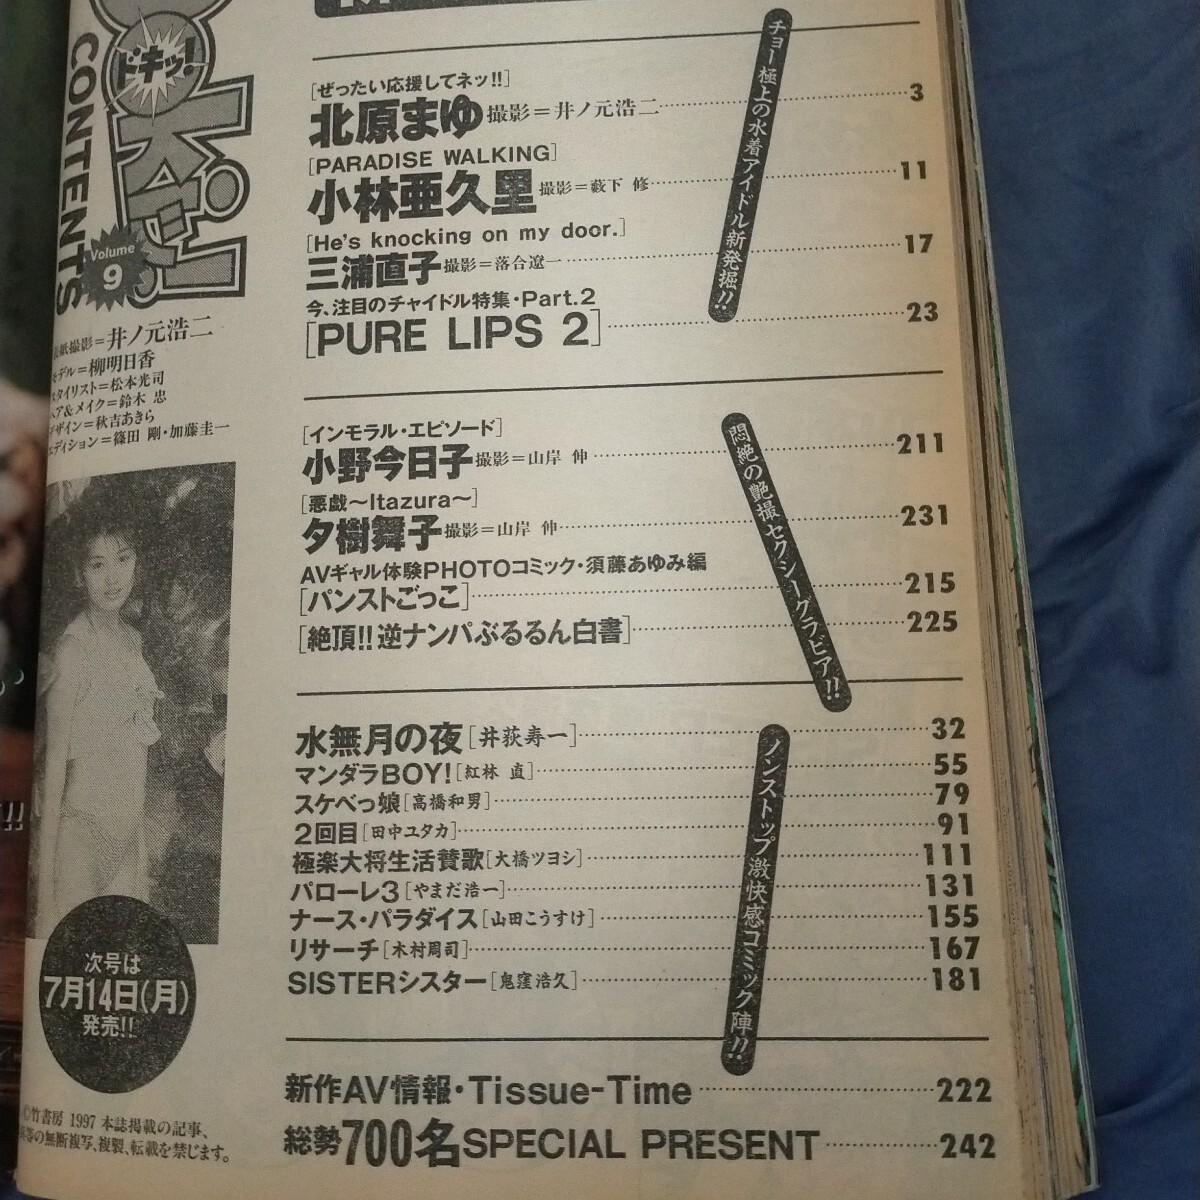 ドキッ!
CONTENTS
Volume
9
表紙撮影＝井ノ元浩二
モデル＝柳明日香
スタイリスト＝松本光司
ヘア&メイク＝鈴木 忠
デザイン＝秋吉あきら
エディション＝篠田 剛・加藤圭一
次号は
7月14日(月)
発売!!
©竹書房 1997 本誌掲載の記事、
等の無断複写、複製、転載を禁じます。
チョー極上の水着アイドル新発掘!!
[ぜったい応援してネッ!!]
北原まゆ 撮影＝井ノ元浩二 3
[PARADISE WALKING]
小林亜久里 撮影＝薮下 修 11
[He's knocking on my door.]
三浦直子 撮影＝落合遼一 17
今、注目のチャイドル特集・Part.2
[PURE LIPS 2] 23
悶絶の艶撮セクシーグラビア!!
[インモラル・エピソード]
小野今日子 撮影＝山岸 伸 211
[悪戯〜Itazura〜]
夕樹舞子 撮影＝山岸 伸 231
AVギャル体験PHOTOコミック・須藤あゆみ編
[パンストごっこ] 215
[絶頂!!逆ナンパぶるるん白書] 225
ノンストップ激快感コミック陣!!
水無月の夜[井荻寿一] 32
マンダラBOY![紅林 直] 55
スケベっ娘[高橋和男] 79
2回目[田中ユタカ] 91
極楽大将生活賛歌[大橋ツヨシ] 111
パローレ3[やまだ浩一] 131
ナース・パラダイス[山田こうすけ] 155
リサーチ[木村周司] 167
SISTERシスター[鬼窪浩久] 181
新作AV情報・Tissue-Time 222
総勢700名SPECIAL PRESENT 242